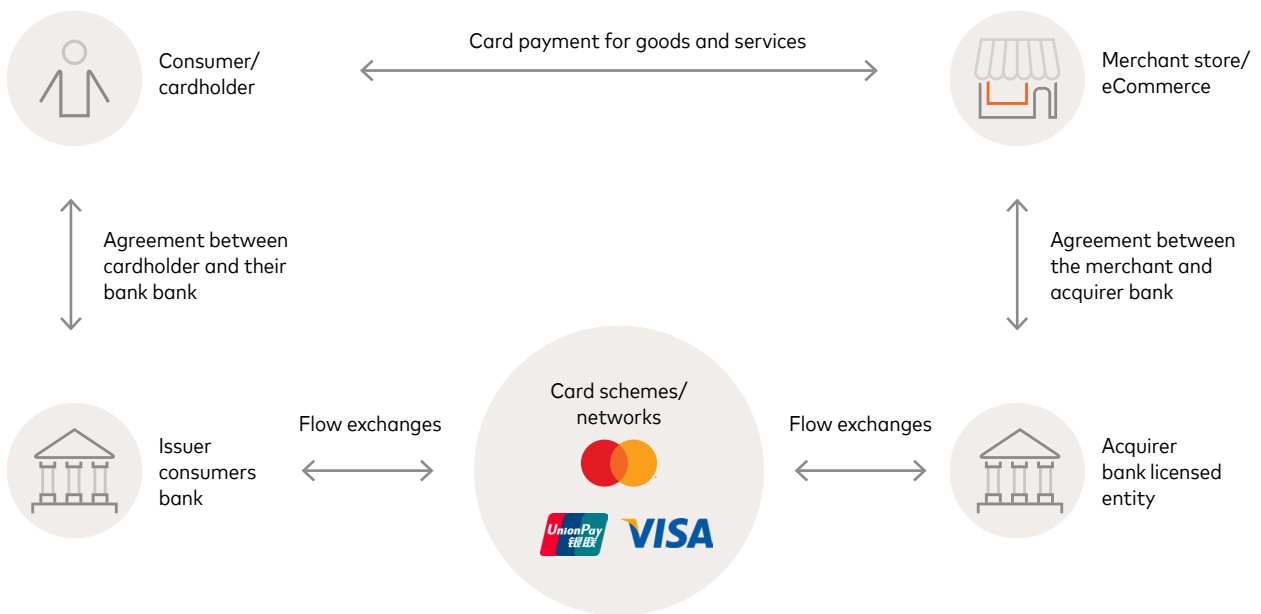 Card payment for goods and services
Consumer/
cardholder
Merchant store/
eCommerce
Agreement between
cardholder and their
bank bank
Agreement between
the merchant and
acquirer bank
Card schemes/
networks
Flow exchanges
Flow exchanges
Issuer
consumers
bank
Acquirer
bank licensed
entity
UnionPay
银联
VISA